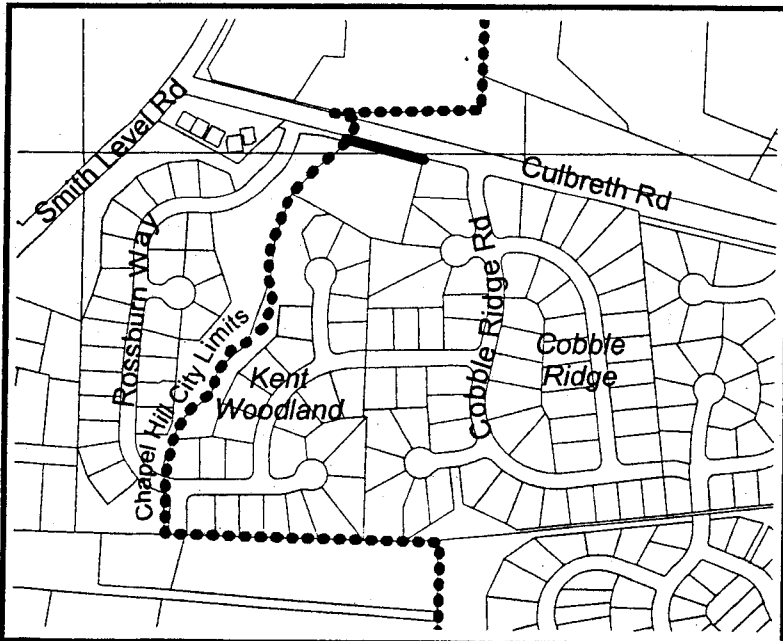 Smith Level Rd
Culbreth Rd
Rossburn Way
Chapel Hill City Limits
Kent
Woodland
Cobble Ridge Rd
Cobble
Ridge